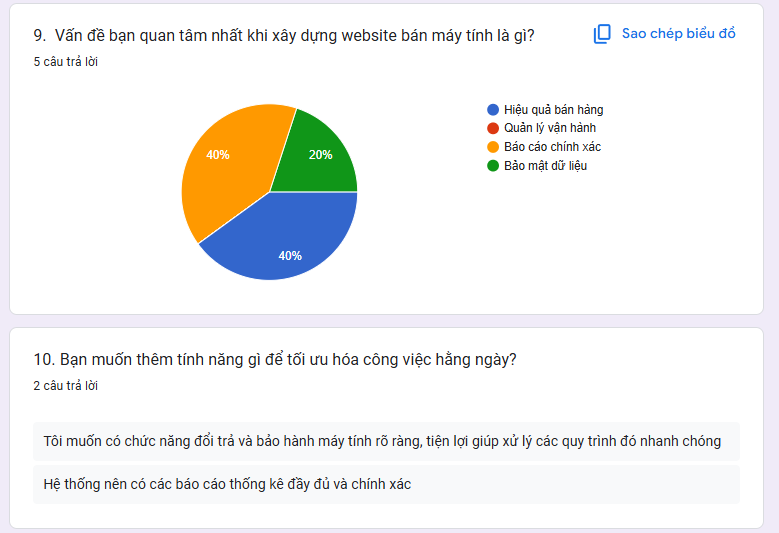 9. Vấn đề bạn quan tâm nhất khi xây dựng website bán máy tính là gì?
Sao chép biểu đồ
5 câu trả lời
40%
20%
40%
Hiệu quả bán hàng
Quản lý vận hành
Báo cáo chính xác
Bảo mật dữ liệu
10. Bạn muốn thêm tính năng gì để tối ưu hóa công việc hằng ngày?
2 câu trả lời
Tôi muốn có chức năng đổi trả và bảo hành máy tính rõ ràng, tiện lợi giúp xử lý các quy trình đó nhanh chóng
Hệ thống nên có các báo cáo thống kê đầy đủ và chính xác